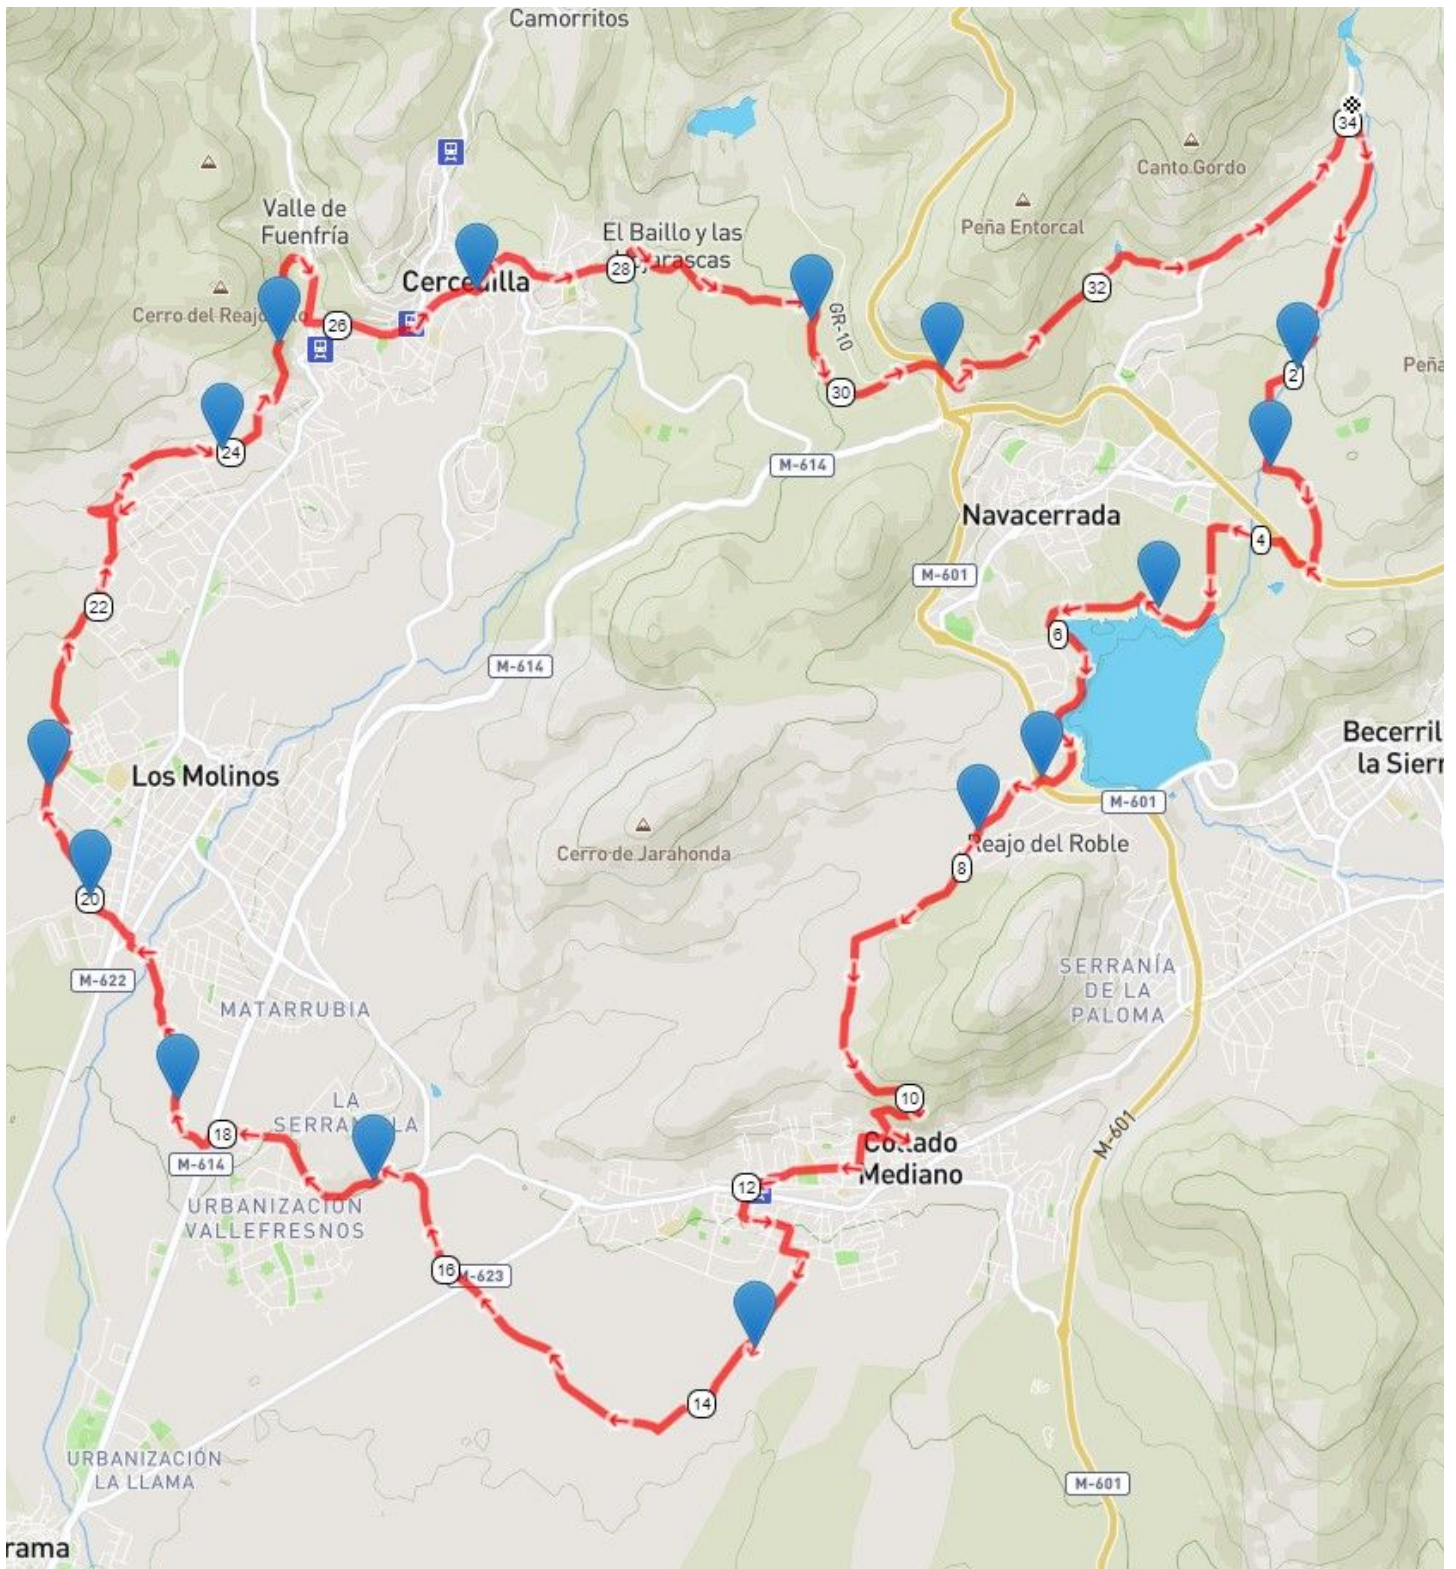 Camorritos
34
Canto Gordo
Valle de
Fuenfría
Peña Entorcal
El Baillo y las
28
Cercedilla
32
Cerro del Reajo
26
GR-10
2
Peña
30
24
M-614
Navacerrada
4
M-601
22
6
M-614
Becerril
la Sierr
Los Molinos
M-601
Reajo del Roble
Cerro de Jarahonda
8
20
SERRANÍA
DE LA
PALOMA
M-622
MATARRUBIA
10
LA
SERRANILLA
18
M-601
Collado
Mediano
M-614
12
URBANIZACIÓN
VALLEFRESNOS
16
M-623
14
URBANIZACIÓN
LA LLAMA
M-601
rama